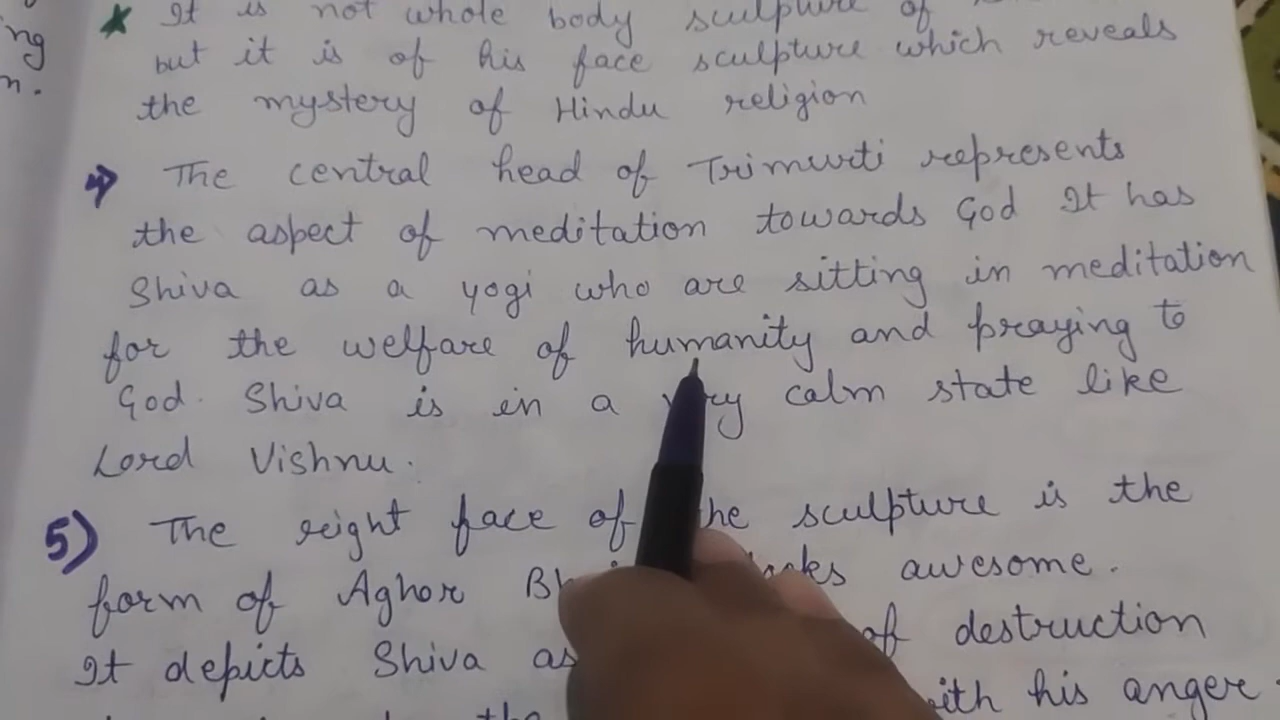 ng
n.
★ It is not whole body sculpture of
but it is of his face sculpture which reveals
the mystery of Hindu religion
4) The central head of Trimurti represents
the aspect of meditation towards God It has
Shiva as a yogi who are sitting in meditation
for the welfare of humanity and praying to
God. Shiva is in a very calm state like
Lord Vishnu.
5) The right face of the sculpture is the
form of Aghor awesome.
It depicts Shiva as of destruction
with his anger
the